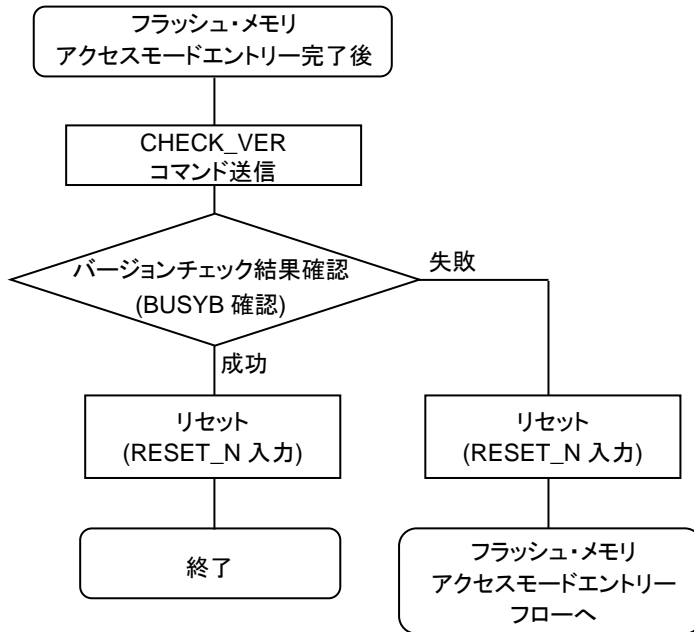 フラッシュ・メモリ
アクセスモードエントリー完了後
CHECK_VER
コマンド送信
バージョンチェック結果確認
(BUSYB 確認)
失敗
成功
リセット
(RESET_N 入力)
リセット
(RESET_N 入力)
終了
フラッシュ・メモリ
アクセスモードエントリー
フローへ